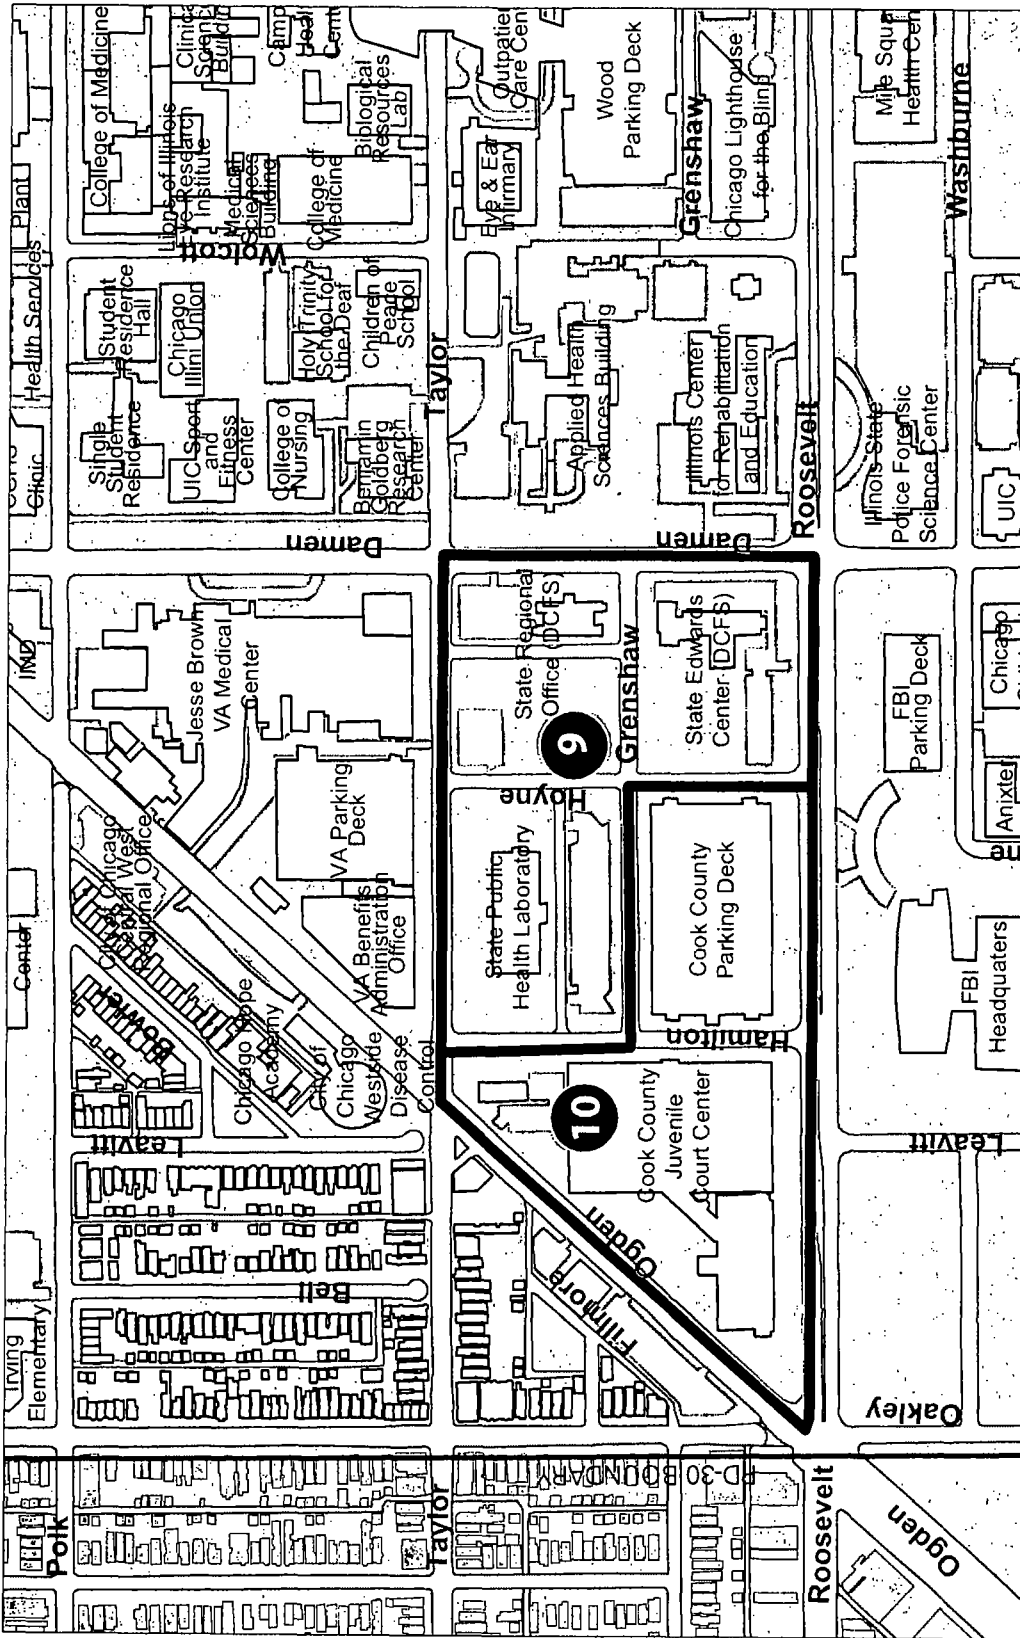 Polk
Irving
Elementary
Center
IMD
Clinic
Health Services
Plant
PD-30 BOUNDARY
Bell
Leavitt
Bowler
Chicago Hope
Academy
City of
Chicago
Westside
Disease
Control
City of Chicago
Central West
Regional Office
VA Benefits
Administration
Office
VA Parking
Deck
Jesse Brown
VA Medical
Center
Damen
Single
Student
Residence
UIC Sport
and
Fitness
Center
College of
Nursing
Benjamin
Goldberg
Research
Center
Student
Residence
Hall
Chicago
Illini Union
Holy Trinity
School for
the Deaf
Children of
Peace
School
Wolcott
College of Medicine
Lions of Illinois
Eye Research
Institute
Medical
Sciences
Building
College of
Medicine
Biological
Resources
Lab
Taylor
Taylor
Fillmore
Ogden
10
Cook County
Juvenile
Court Center
Hamilton
State Public
Health Laboratory
Hoyne
Cook County
Parking Deck
9
State Regional
Office (DCFS)
Grenshaw
State Edwards
Center (DCFS)
Damen
Applied Health
Sciences Building
Illinois Center
for Rehabilitation
and Education
Eye & Ear
Infirmary
Outpatient
Care Cent
Wood
Parking Deck
Grenshaw
Chicago Lighthouse
for the Blind
Roosevelt
Roosevelt
Ogden
Oakley
Leavitt
FBI
Headquaters
FBI
Parking Deck
Anixter
Chicago
Illinois State
Police Forensic
Science Center
UIC
Mile Squa
Health Cen
Washburne